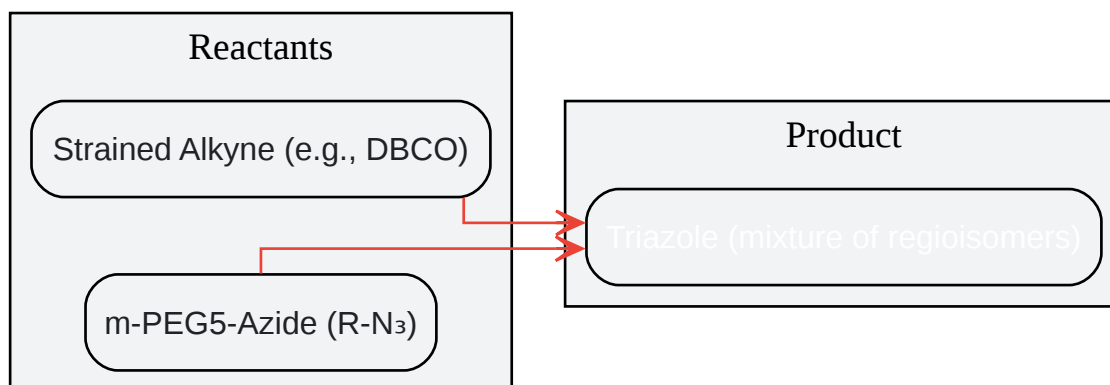 Reactants
Strained Alkyne (e.g., DBCO)
m-PEG5-Azide (R-N₃)
Product
Triazole (mixture of regioisomers)